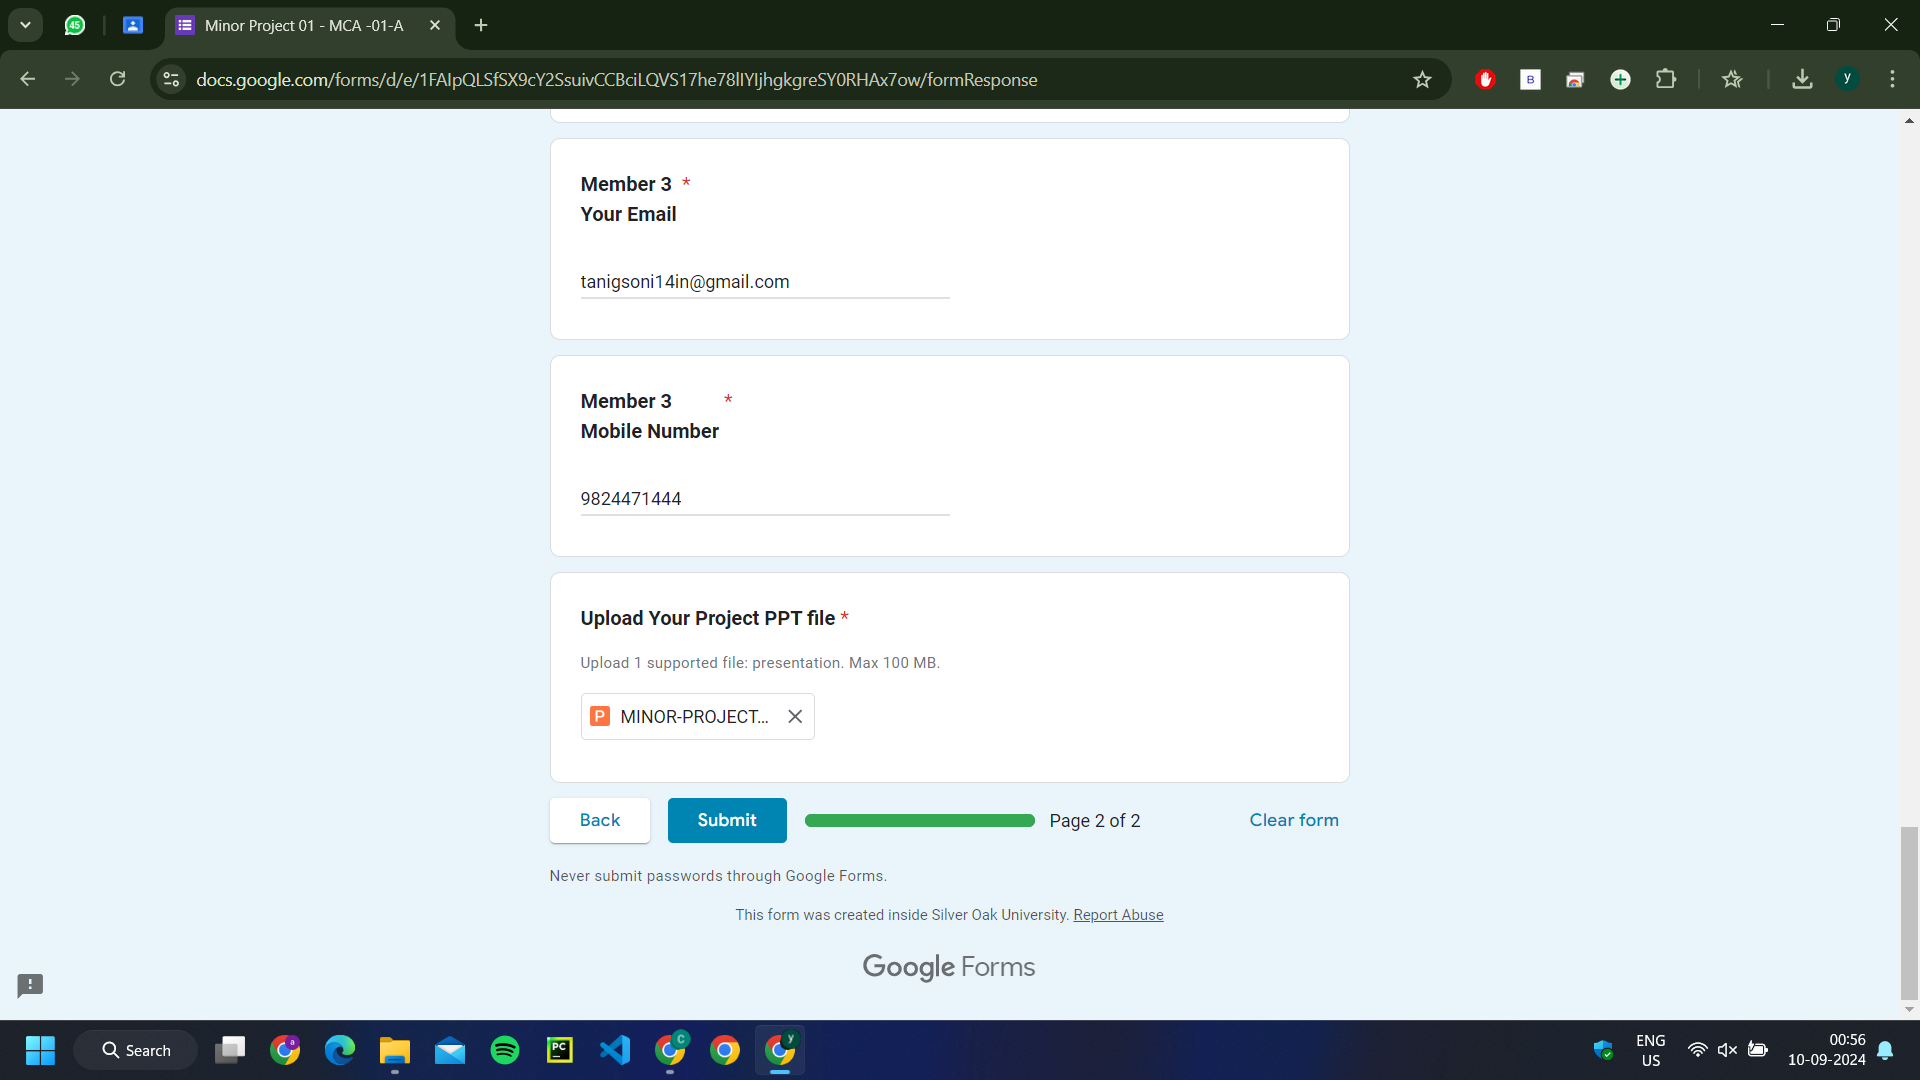 45
Minor Project 01 - MCA -01-A
docs.google.com/forms/d/e/1FAIpQLSfSX9cY2SsuivCCBciLQVS17he78lIYIjhgkgreSY0RHAx7ow/formResponse
B
y
Member 3 *
Your Email
tanigsoni14in@gmail.com
Member 3 *
Mobile Number
9824471444
Upload Your Project PPT file *
Upload 1 supported file: presentation. Max 100 MB.
P MINOR-PROJECT...
Back
Submit
Page 2 of 2
Clear form
Never submit passwords through Google Forms.
This form was created inside Silver Oak University. Report Abuse
Google Forms
Search
a
PC
C
y
ENG
US
00:56
10-09-2024